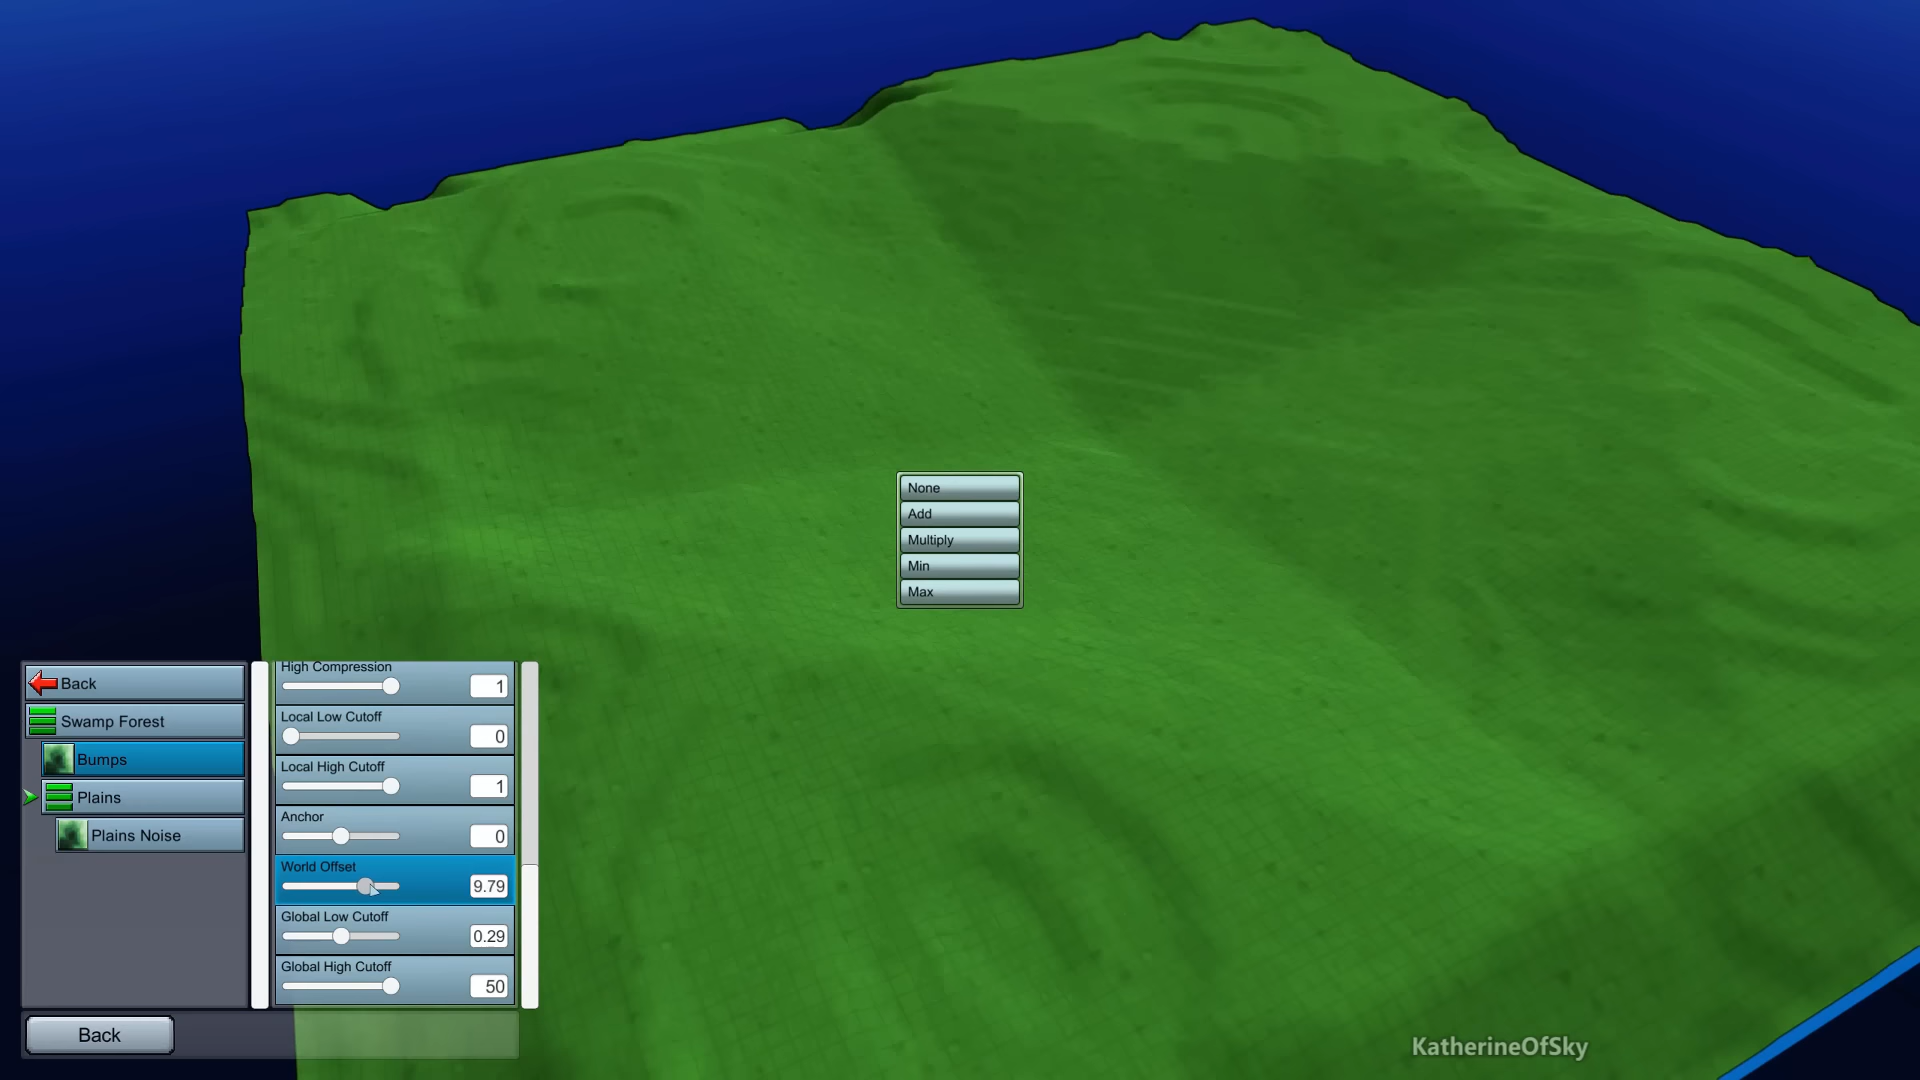 None
Add
Multiply
Min
Max
Back
Swamp Forest
Bumps
Plains
Plains Noise
High Compression
1
Local Low Cutoff
0
Local High Cutoff
1
Anchor
0
World Offset
9.79
Global Low Cutoff
0.29
Global High Cutoff
50
Back
KatherineOfSky